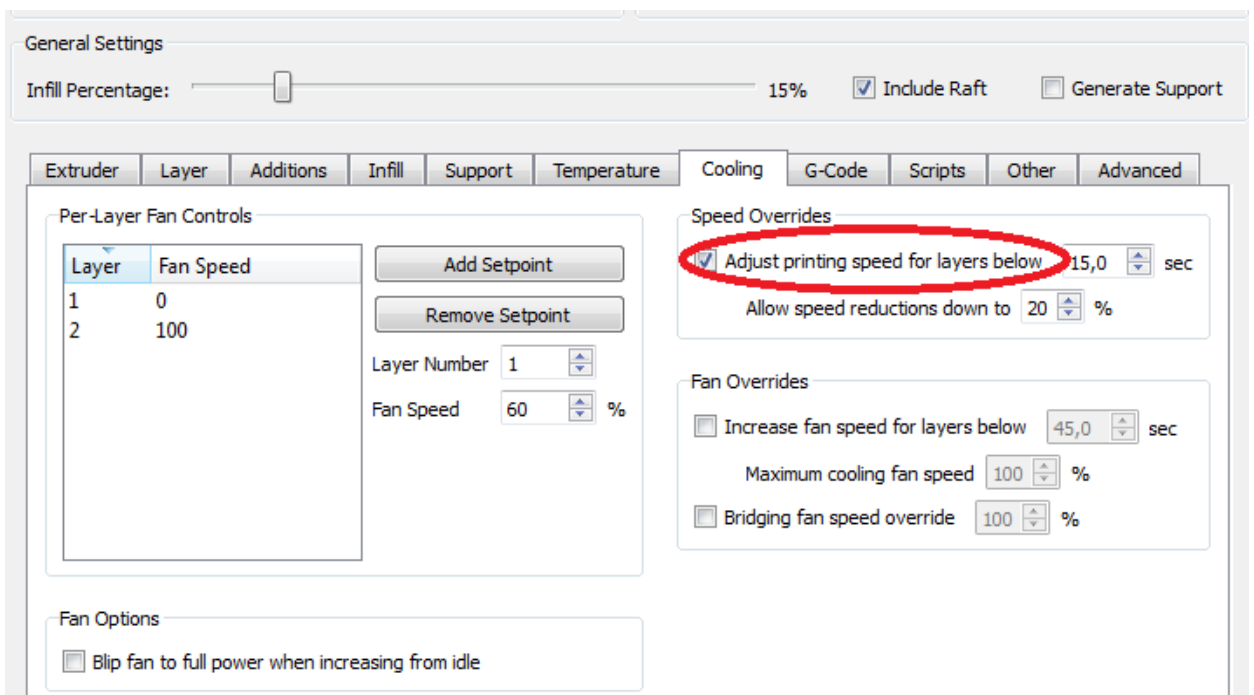 General Settings
Infill Percentage: 15% Include Raft Generate Support
Extruder Layer Additions Infill Support Temperature Cooling G-Code Scripts Other Advanced
Per-Layer Fan Controls
Layer Fan Speed
1 0
2 100
Add Setpoint
Remove Setpoint
Layer Number 1
Fan Speed 60 %
Speed Overrides
Adjust printing speed for layers below 15,0 sec
Allow speed reductions down to 20 %
Fan Overrides
Increase fan speed for layers below 45,0 sec
Maximum cooling fan speed 100 %
Bridging fan speed override 100 %
Fan Options
Blip fan to full power when increasing from idle